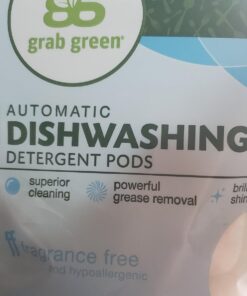 grab green®
AUTOMATIC
DISHWASHING
DETERGENT PODS
superior
cleaning
powerful
grease removal
fragrance free
and hypoallergenic